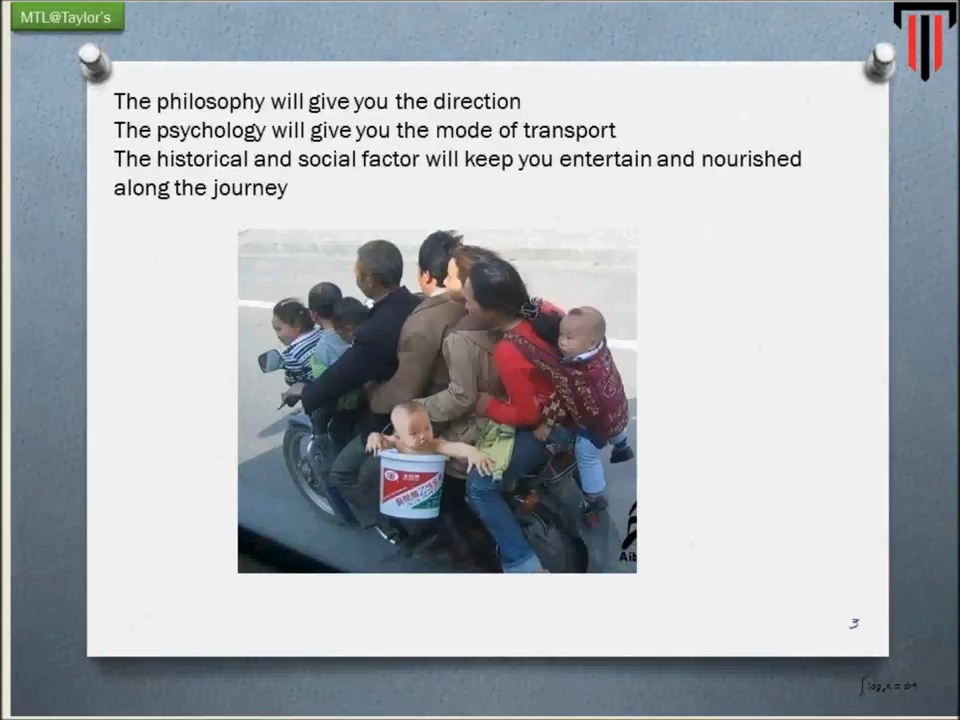 MTL@Taylor's
The philosophy will give you the direction
The psychology will give you the mode of transport
The historical and social factor will keep you entertain and nourished
along the journey
3